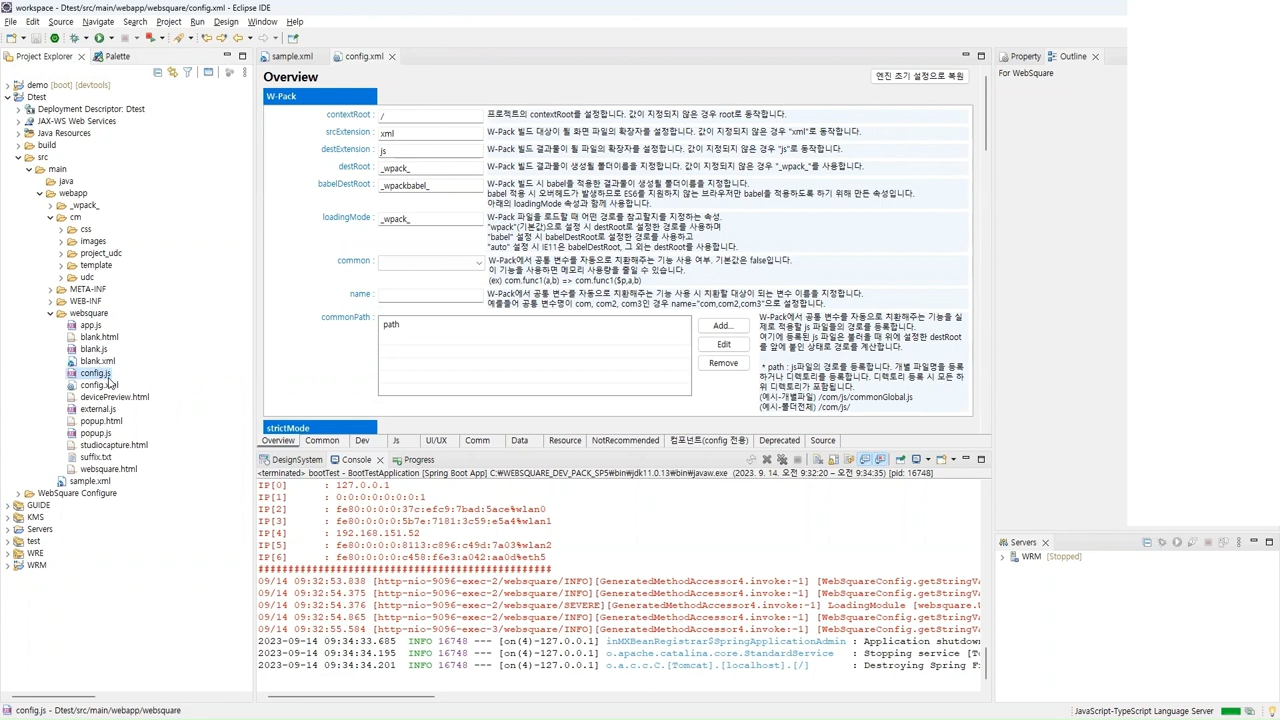 workspace - Dtest/src/main/webapp/websquare/config.xml - Eclipse IDE
File Edit Source Navigate Search Project Run Design Window Help
Project Explorer Palette
demo [boot] [devtools]
Dtest
Deployment Descriptor: Dtest
JAX-WS Web Services
Java Resources
build
src
main
java
webapp
_wpack_
cm
css
images
project_udc
template
udc
META-INF
WEB-INF
websquare
app.js
blank.html
blank.js
blank.xml
config.js
config.xml
devicePreview.html
external.js
popup.html
popup.js
studiocapture.html
suffix.txt
websquare.html
sample.xml
WebSquare Configure
GUIDE
KMS
Servers
test
WRE
WRM
sample.xml config.xml
Overview
엔진 초기 설정으로 복원
W-Pack
contextRoot : / 프로젝트의 contextRoot를 설정합니다. 값이 지정되지 않은 경우 root로 동작합니다.
srcExtension : xml W-Pack 빌드 대상이 될 화면 파일의 확장자를 설정합니다. 값이 지정되지 않은 경우 "xml"로 동작합니다.
destExtension : js W-Pack 빌드 결과물이 될 파일의 확장자를 설정합니다. 값이 지정되지 않은 경우 "js"로 동작합니다.
destRoot : _wpack_ W-Pack 빌드 결과물이 생성될 폴더이름을 지정합니다. 값이 지정되지 않은 경우 "_wpack_"를 사용합니다.
babelDestRoot : _wpackbabel_ W-Pack 빌드 시 babel을 적용한 결과물이 생성될 폴더이름을 지정합니다.
babel 적용 시 오버헤드가 발생하므로 ES6를 지원하지 않는 브라우저만 babel을 적용하도록 하기 위해 만든 속성입니다.
아래의 loadingMode 속성과 함께 사용합니다.
loadingMode : _wpack_ W-Pack 파일을 로드할 때 어떤 경로를 참고할지를 지정하는 속성.
"wpack"(기본값)으로 설정 시 destRoot로 설정한 경로를 사용하며
"babel" 설정 시 babelDestRoot로 설정한 경로를 사용하고
"auto" 설정 시 IE11은 babelDestRoot, 그 외는 destRoot를 사용합니다.
common : W-Pack에서 공통 변수를 자동으로 치환해주는 기능 사용 여부. 기본값은 false입니다.
이 기능을 사용하면 메모리 사용량을 줄일 수 있습니다.
(ex) com.func1(a,b) => com.func1($p,a,b)
name : W-Pack에서 공통 변수를 자동으로 치환해주는 기능 사용 시 치환할 대상이 되는 변수 이름을 지정합니다.
예를들어 공통 변수명이 com, com2, com3인 경우 name="com,com2,com3"으로 설정합니다.
commonPath : path
Add...
Edit
Remove
W-Pack에서 공통 변수를 자동으로 치환해주는 기능을 실
제로 적용할 js 파일들의 경로를 등록합니다.
여기에 등록된 js 파일은 불러들 때 위에 설정한 destRoot
를 앞에 붙인 상태로 경로를 계산합니다.
* path : js파일의 경로를 등록합니다. 개별 파일명을 등록
하거나 디렉토리를 등록합니다. 디렉토리 등록 시 모든 하
위 디렉토리가 포함됩니다.
(예시-개별파일) /com/js/commonGlobal.js
(예시-폴더전체) /com/js/
strictMode
Overview Common Dev Js UI/UX Comm Data Resource NotRecommended 컴포넌트(config 전용) Deprecated Source
DesignSystem Console Progress
<terminated> bootTest - BootTestApplication [Spring Boot App] C:\WEBSQUARE_DEV_PACK_SP5\bin\jdk11.0.13\bin\javaw.exe (2023. 9. 14. 오전 9:32:20 – 오전 9:34:35) [pid: 16748]
IP[0] : 127.0.0.1
IP[1] : 0:0:0:0:0:0:0:1
IP[2] : fe80:0:0:0:37c:efc9:7bad:5ace%wlan0
IP[3] : fe80:0:0:0:5b7e:7181:3c59:e5a4%wlan1
IP[4] : 192.168.151.52
IP[5] : fe80:0:0:0:8113:c896:c49d:7a03%wlan2
IP[6] : fe80:0:0:0:c458:f6e3:a042:aa0d%eth5
##################################################
09/14 09:32:53.838 [http-nio-9096-exec-2/websquare/INFO][GeneratedMethodAccessor4.invoke:-1] [WebSquareConfig.getStringVa
09/14 09:32:54.375 [http-nio-9096-exec-2/websquare/INFO][GeneratedMethodAccessor4.invoke:-1] [WebSquareConfig.getStringVa
09/14 09:32:54.376 [http-nio-9096-exec-2/websquare/SEVERE][GeneratedMethodAccessor4.invoke:-1] LoadingModule [websquare.U
09/14 09:32:54.865 [http-nio-9096-exec-2/websquare/INFO][GeneratedMethodAccessor4.invoke:-1] [WebSquareConfig.getStringVa
09/14 09:32:55.584 [http-nio-9096-exec-3/websquare/INFO][GeneratedMethodAccessor4.invoke:-1] [WebSquareConfig.getStringVa
2023-09-14 09:34:33.685 INFO 16748 --- [on(4)-127.0.0.1] inMXBeanRegistrar$SpringApplicationAdmin : Application shutdown
2023-09-14 09:34:34.195 INFO 16748 --- [on(4)-127.0.0.1] o.apache.catalina.core.StandardService : Stopping service [To
2023-09-14 09:34:34.201 INFO 16748 --- [on(4)-127.0.0.1] o.a.c.c.C.[Tomcat].[localhost].[/] : Destroying Spring F
Property Outline
For WebSquare
Servers
WRM [Stopped]
config.js - Dtest/src/main/webapp/websquare
JavaScript-TypeScript Language Server